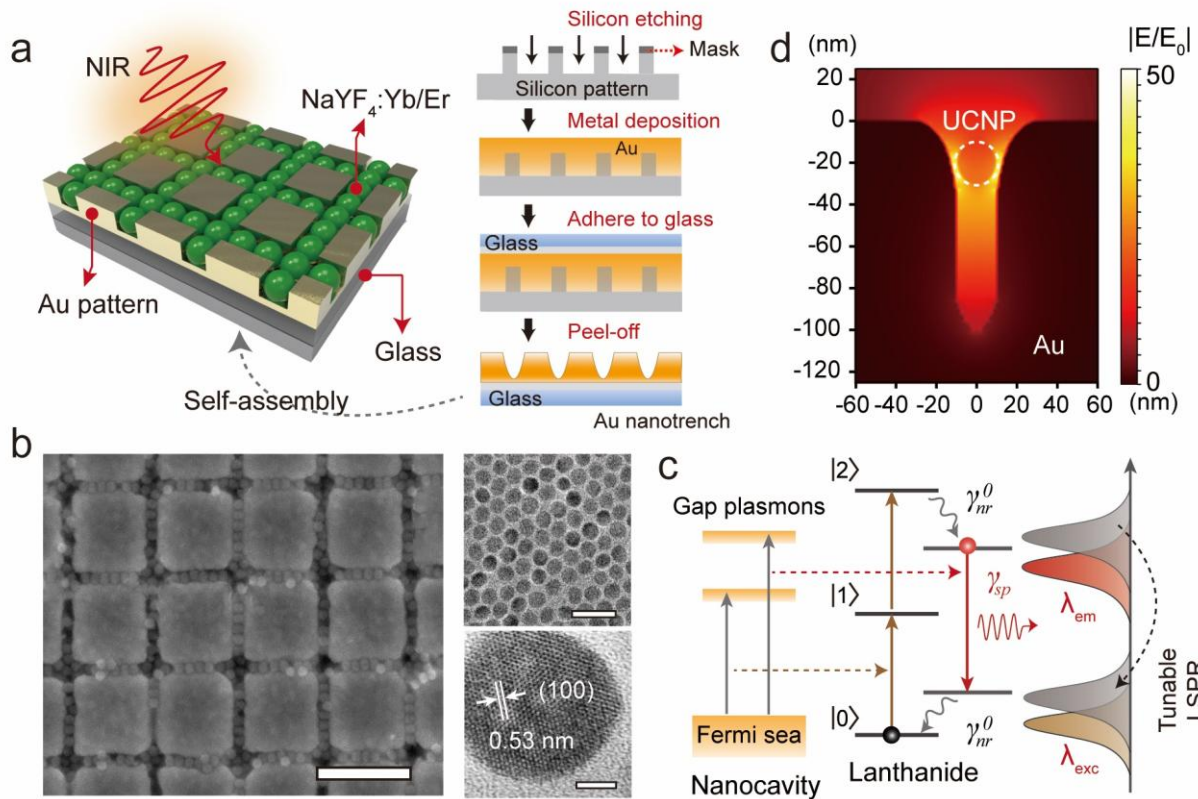 a
NIR
NaYF4:Yb/Er
Au pattern
Glass
Self-assembly
Silicon etching
Mask
Silicon pattern
Metal deposition
Au
Adhere to glass
Glass
Peel-off
Glass
Au nanotrench
d
(nm)
|E/E0|
20
0
-20
-40
-60
-80
-100
-120
UCNP
Au
50
0
-60 -40 -20 0 20 40 60
(nm)
b
(100)
0.53 nm
c
Gap plasmons
Fermi sea
Nanocavity
|2⟩
|1⟩
|0⟩
γnr0
γsp
γnr0
Lanthanide
λem
λexc
Tunable
LSPR